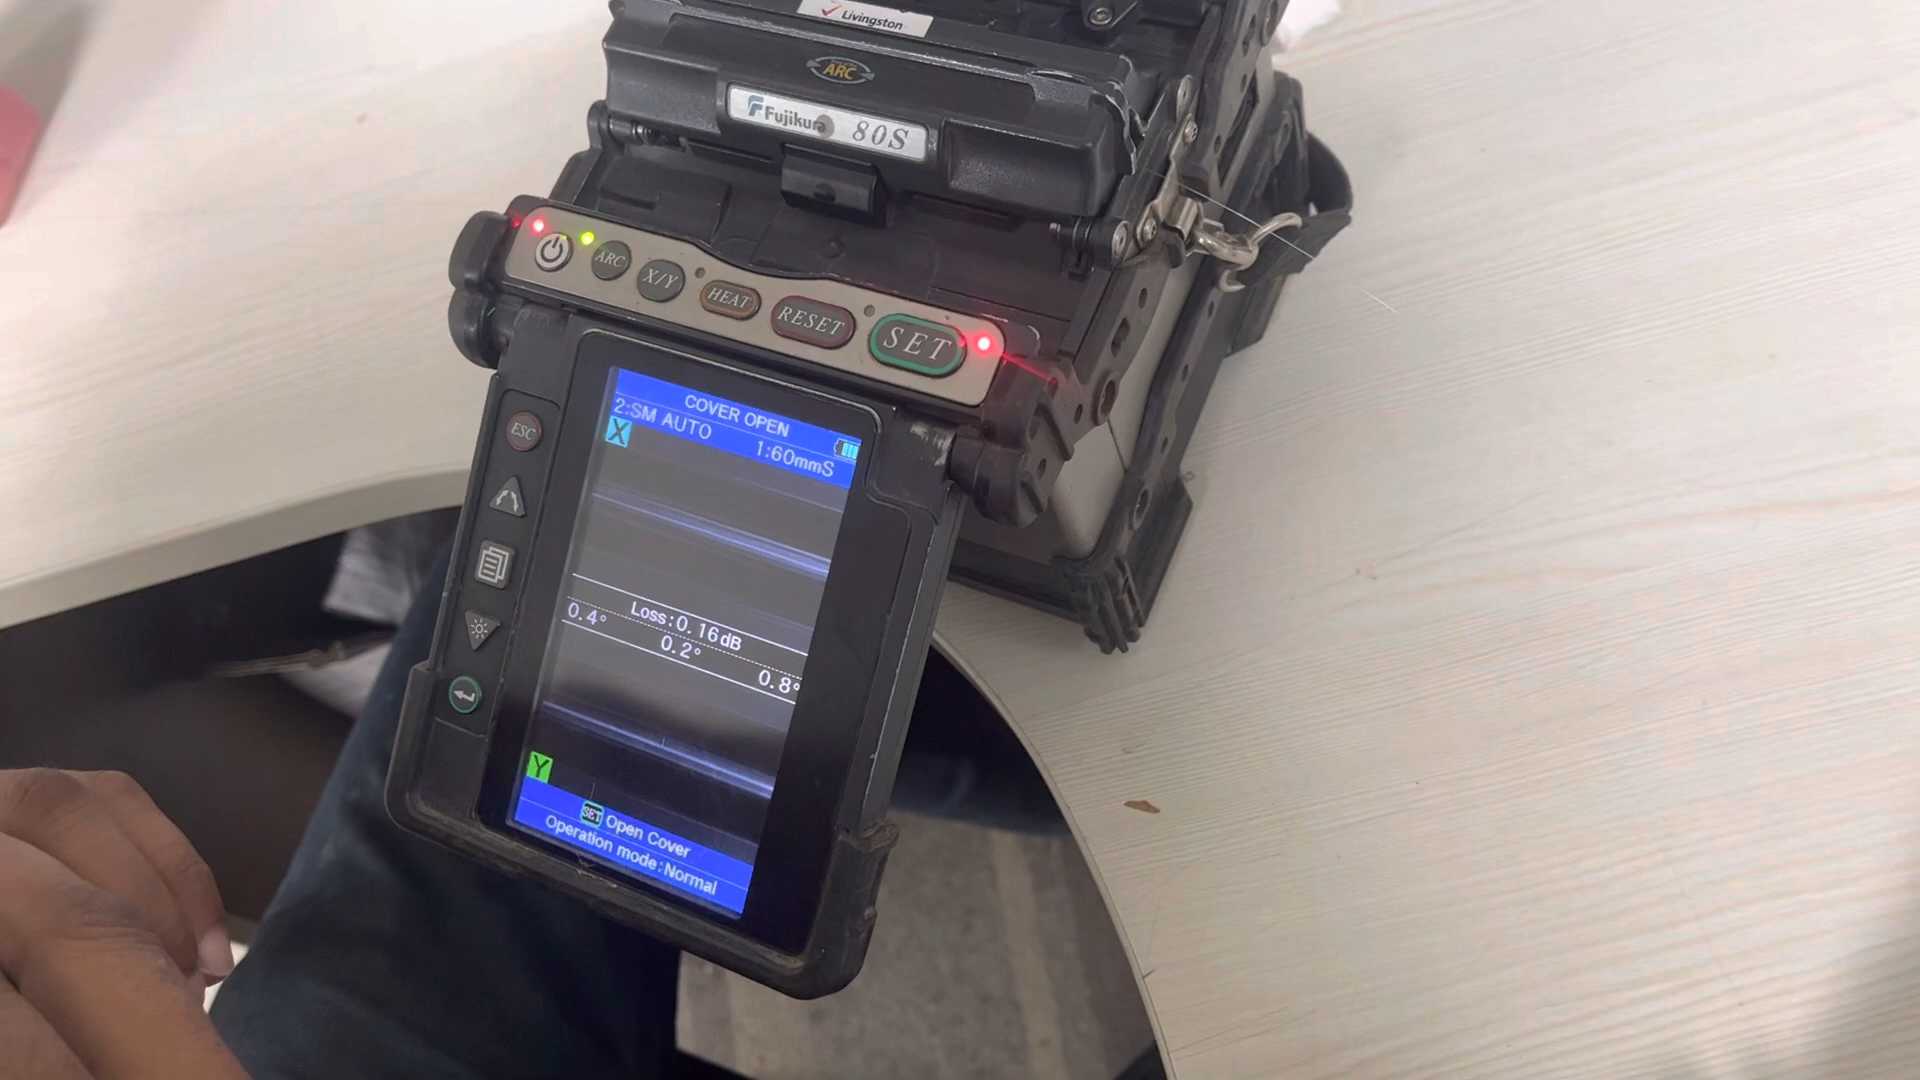 Livingston
ARC
Fujikura 80S
ARC
X/Y
HEAT
RESET
SET
ESC
COVER OPEN
2:SM AUTO
X
1:60mmS
Loss:0.16dB
0.4°
0.2°
0.8°
Y
SET Open Cover
Operation mode:Normal